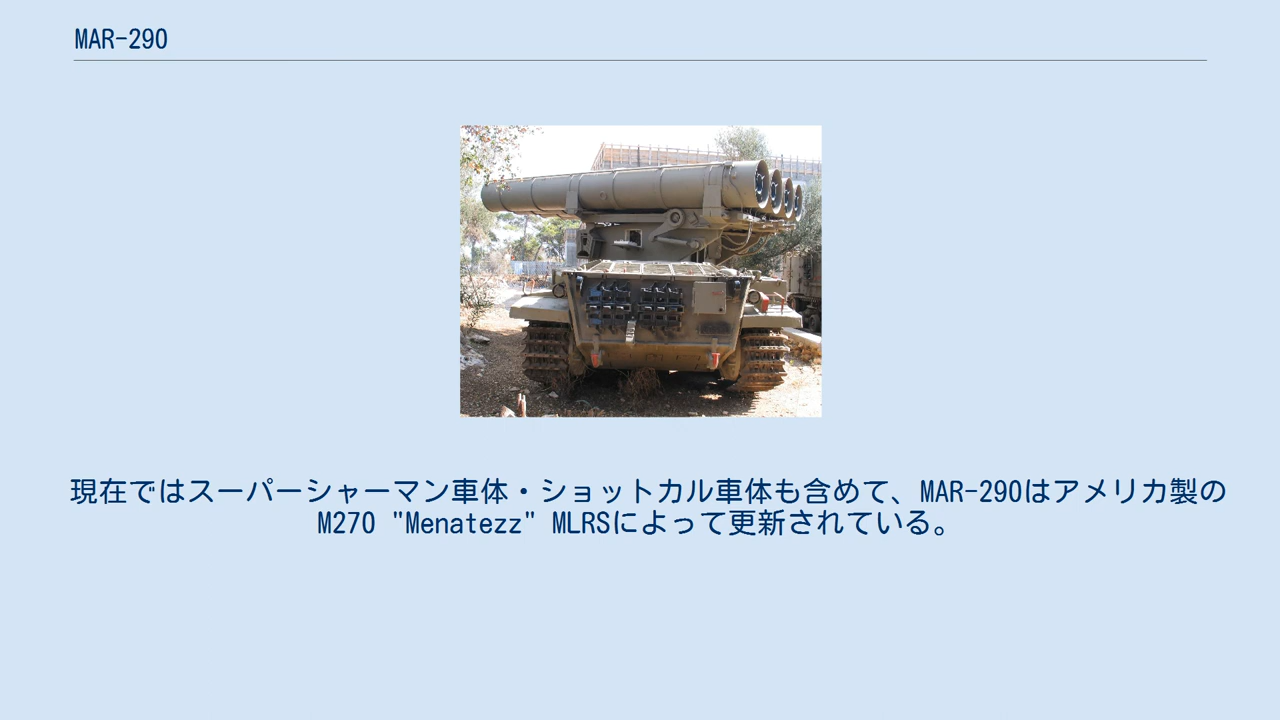 MAR-290
現在ではスーパーシャーマン車体・ショットカル車体も含めて、MAR-290はアメリカ製の
M270 "Menatezz" MLRSによって更新されている。